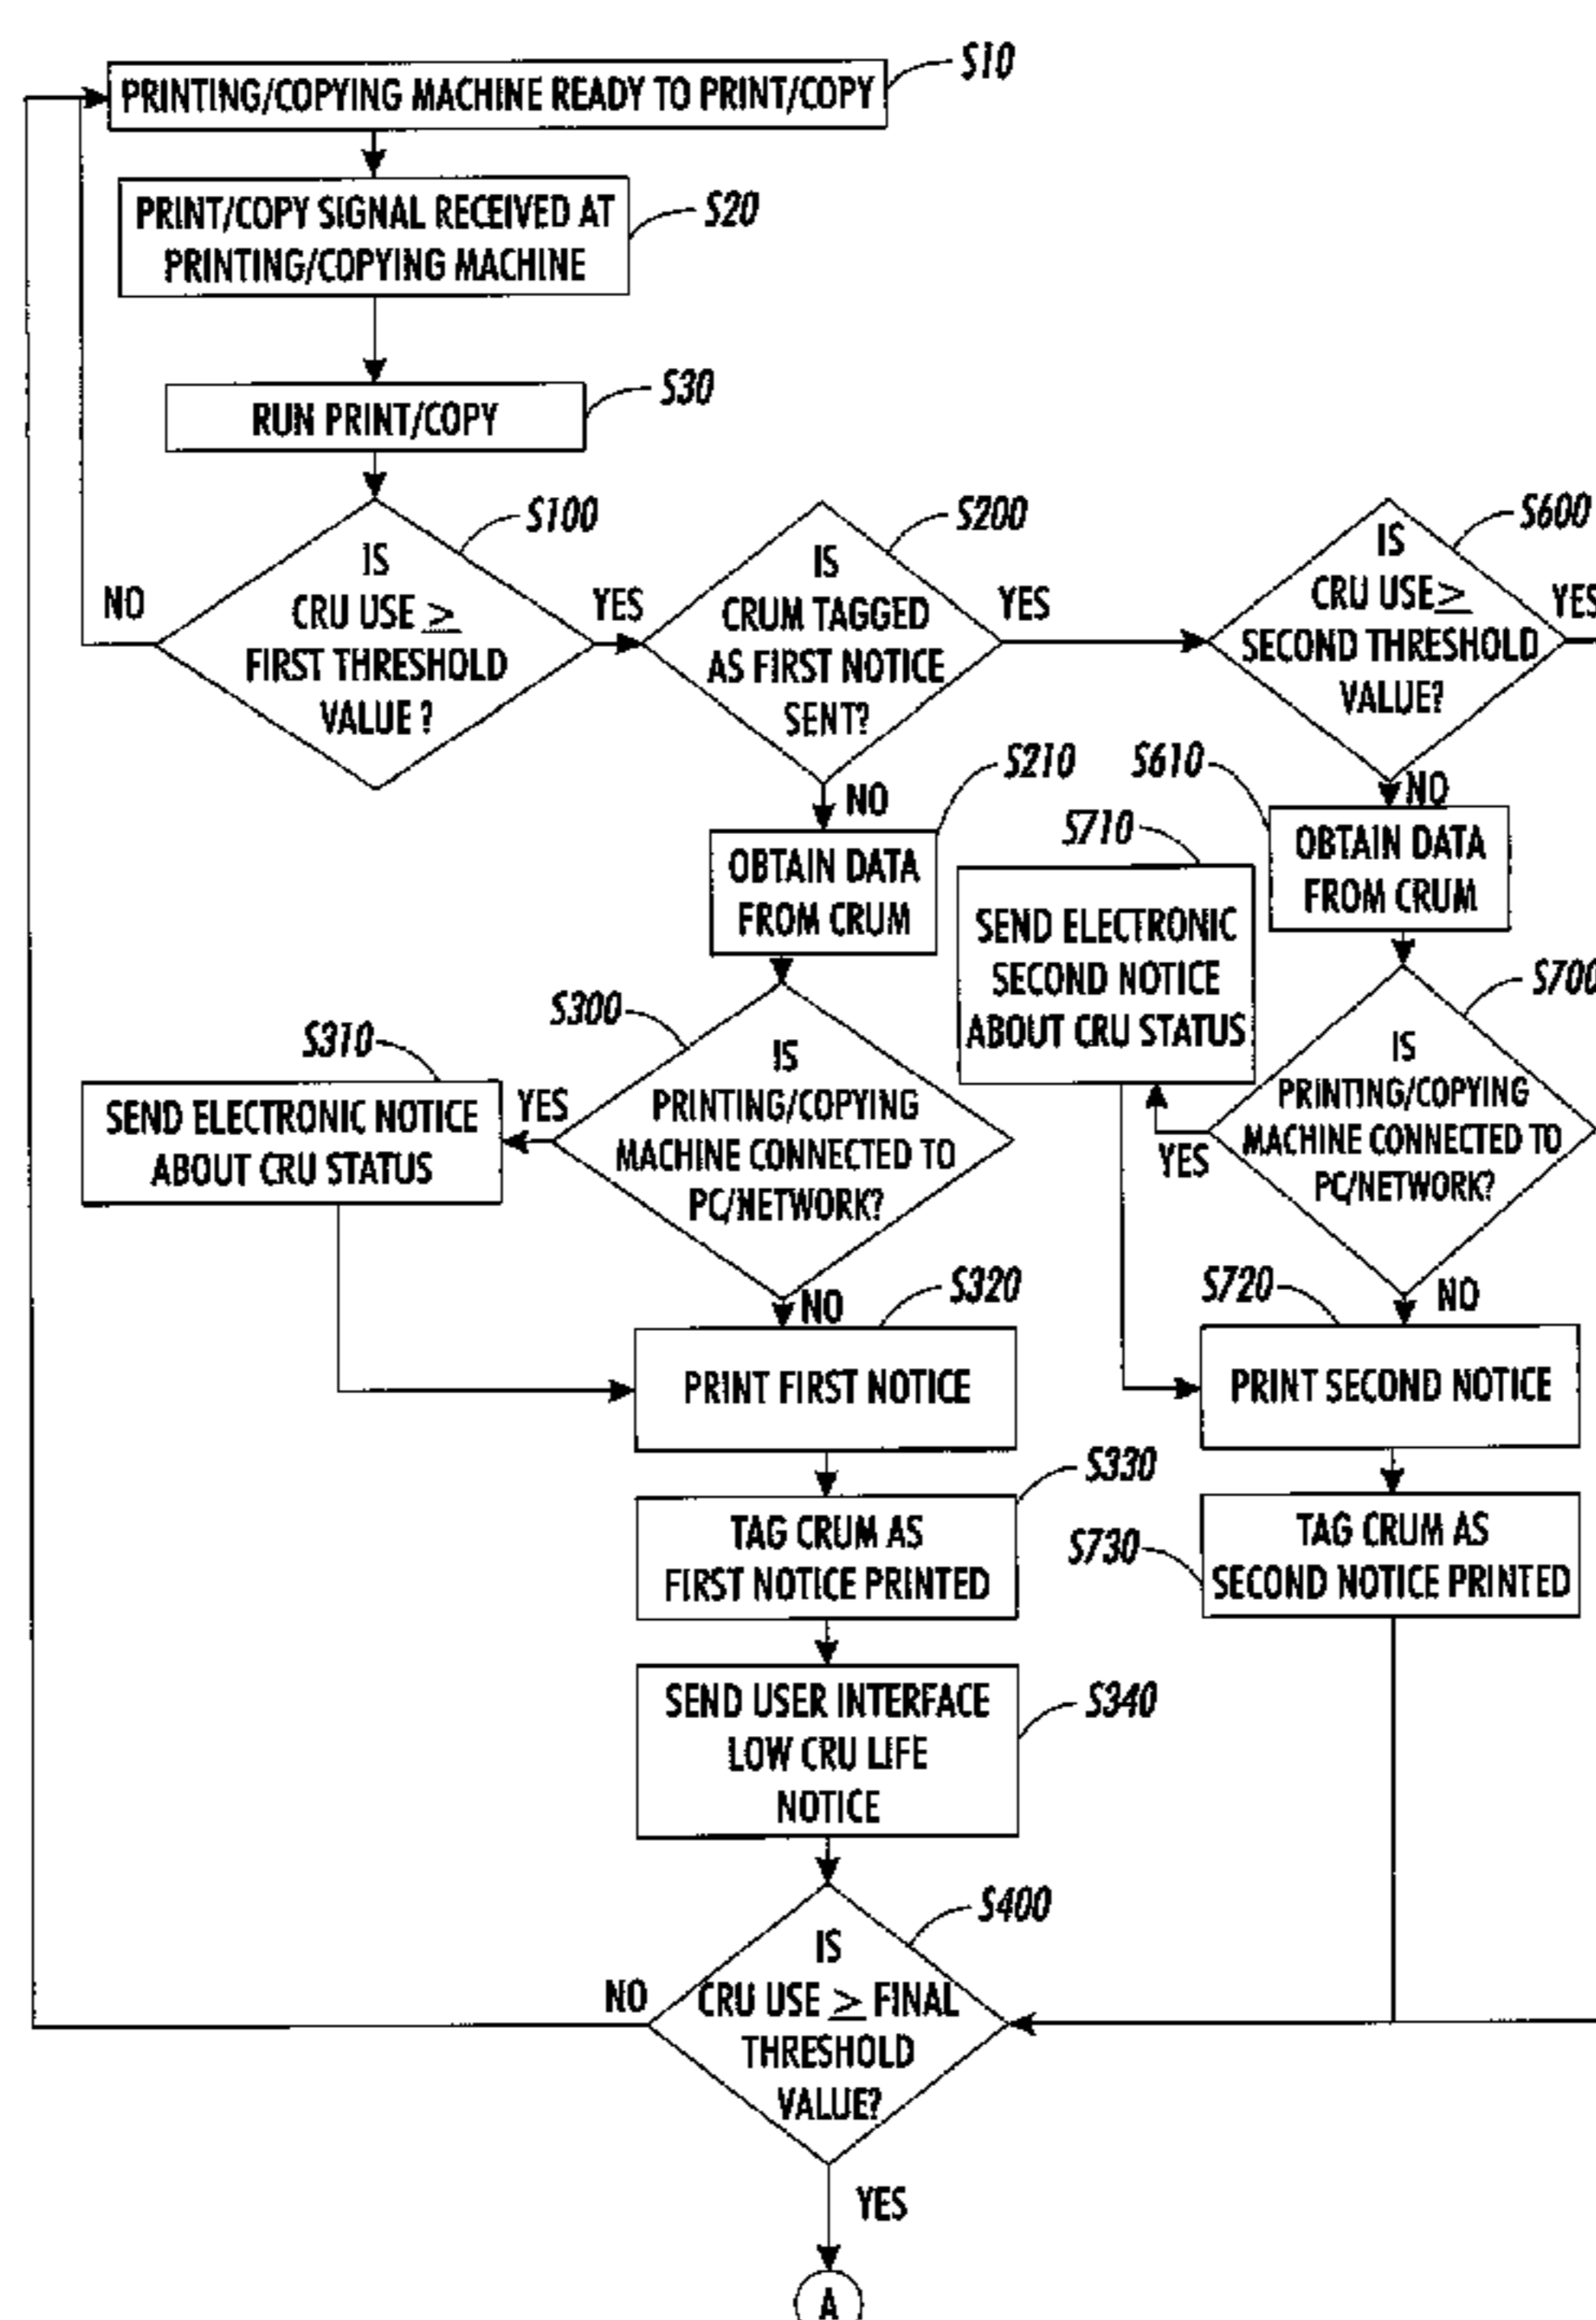 PRINTING/COPYING MACHINE READY TO PRINT/COPY
S10
PRINT/COPY SIGNAL RECEIVED AT
PRINTING/COPYING MACHINE
S20
RUN PRINT/COPY
S30
IS
CRU USE ≥
FIRST THRESHOLD
VALUE ?
S100
NO
YES
IS
CRUM TAGGED
AS FIRST NOTICE
SENT?
S200
YES
NO
IS
CRU USE ≥
SECOND THRESHOLD
VALUE?
S600
YES
NO
OBTAIN DATA
FROM CRUM
S210
S610
OBTAIN DATA
FROM CRUM
S710
SEND ELECTRONIC
SECOND NOTICE
ABOUT CRU STATUS
S300
IS
PRINTING/COPYING
MACHINE CONNECTED TO
PC/NETWORK?
YES
NO
S310
SEND ELECTRONIC NOTICE
ABOUT CRU STATUS
S700
IS
PRINTING/COPYING
MACHINE CONNECTED TO
PC/NETWORK?
YES
NO
S320
PRINT FIRST NOTICE
S720
PRINT SECOND NOTICE
S330
TAG CRUM AS
FIRST NOTICE PRINTED
S730
TAG CRUM AS
SECOND NOTICE PRINTED
SEND USER INTERFACE
LOW CRU LIFE
NOTICE
S340
S400
IS
CRU USE ≥ FINAL
THRESHOLD
VALUE?
NO
YES
A